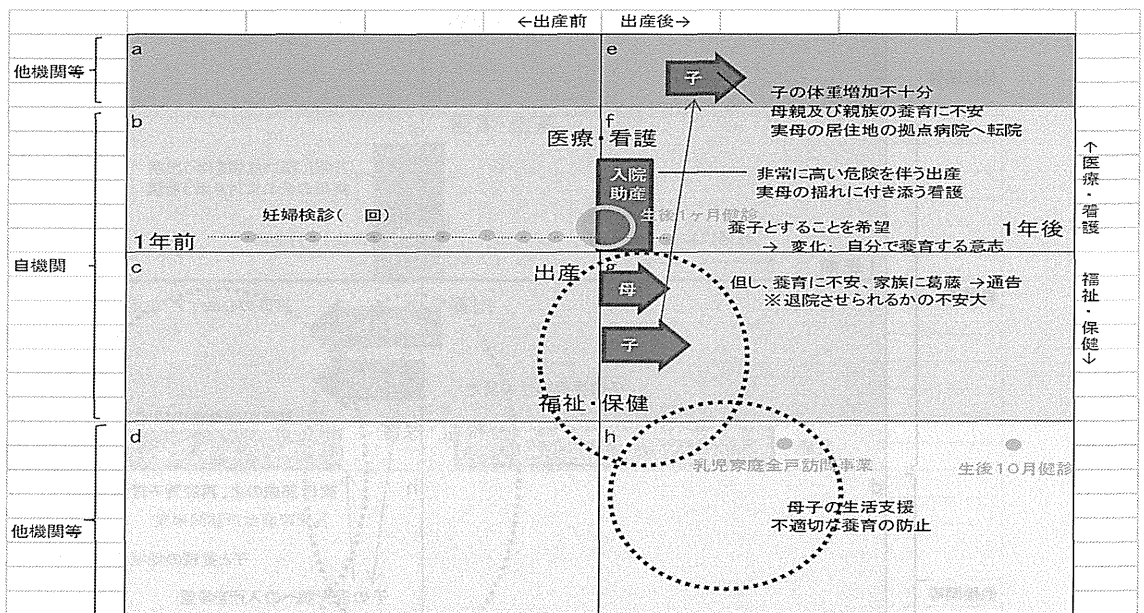 ←出産前 出産後→
a
e
他機関等
子
子の体重増加不十分
母親及び親族の養育に不安
実母の居住地の拠点病院へ転院
b
f
医療・看護
↑医療・看護
入院
助産
非常に高い危険を伴う出産
実母の揺れに付き添う看護
妊婦検診( 回)
生後1ヶ月健診
養子とすることを希望
→ 変化: 自分で養育する意志
1年前
1年後
自機関
c
g
出産
母
但し、養育に不安、家族に葛藤 →通告
※退院させられるかの不安大
福祉・保健↓
子
福祉・保健
d
h
乳児家庭全戸訪問事業
生後10月健診
母子の生活支援
不適切な養育の防止
他機関等